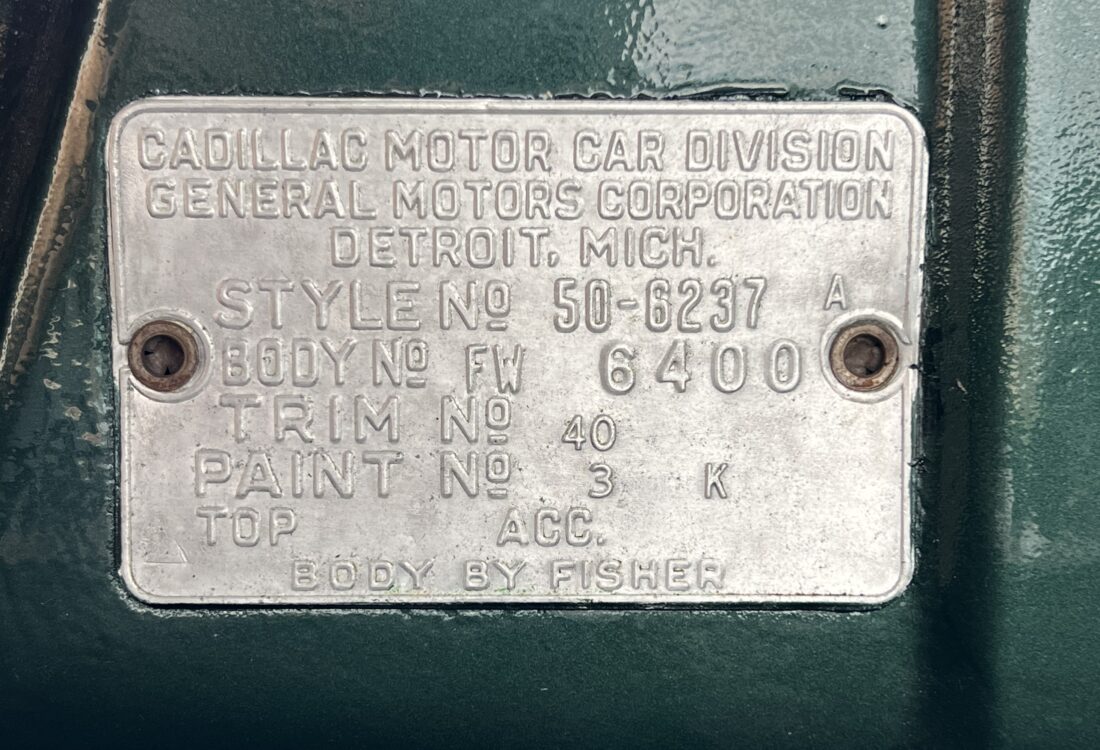 CADILLAC MOTOR CAR DIVISION
GENERAL MOTORS CORPORATION
DETROIT, MICH.
STYLE Nº 50-6237 A
BODY Nº FW 6400
TRIM Nº 40
PAINT Nº 3 K
TOP ACC.
BODY BY FISHER